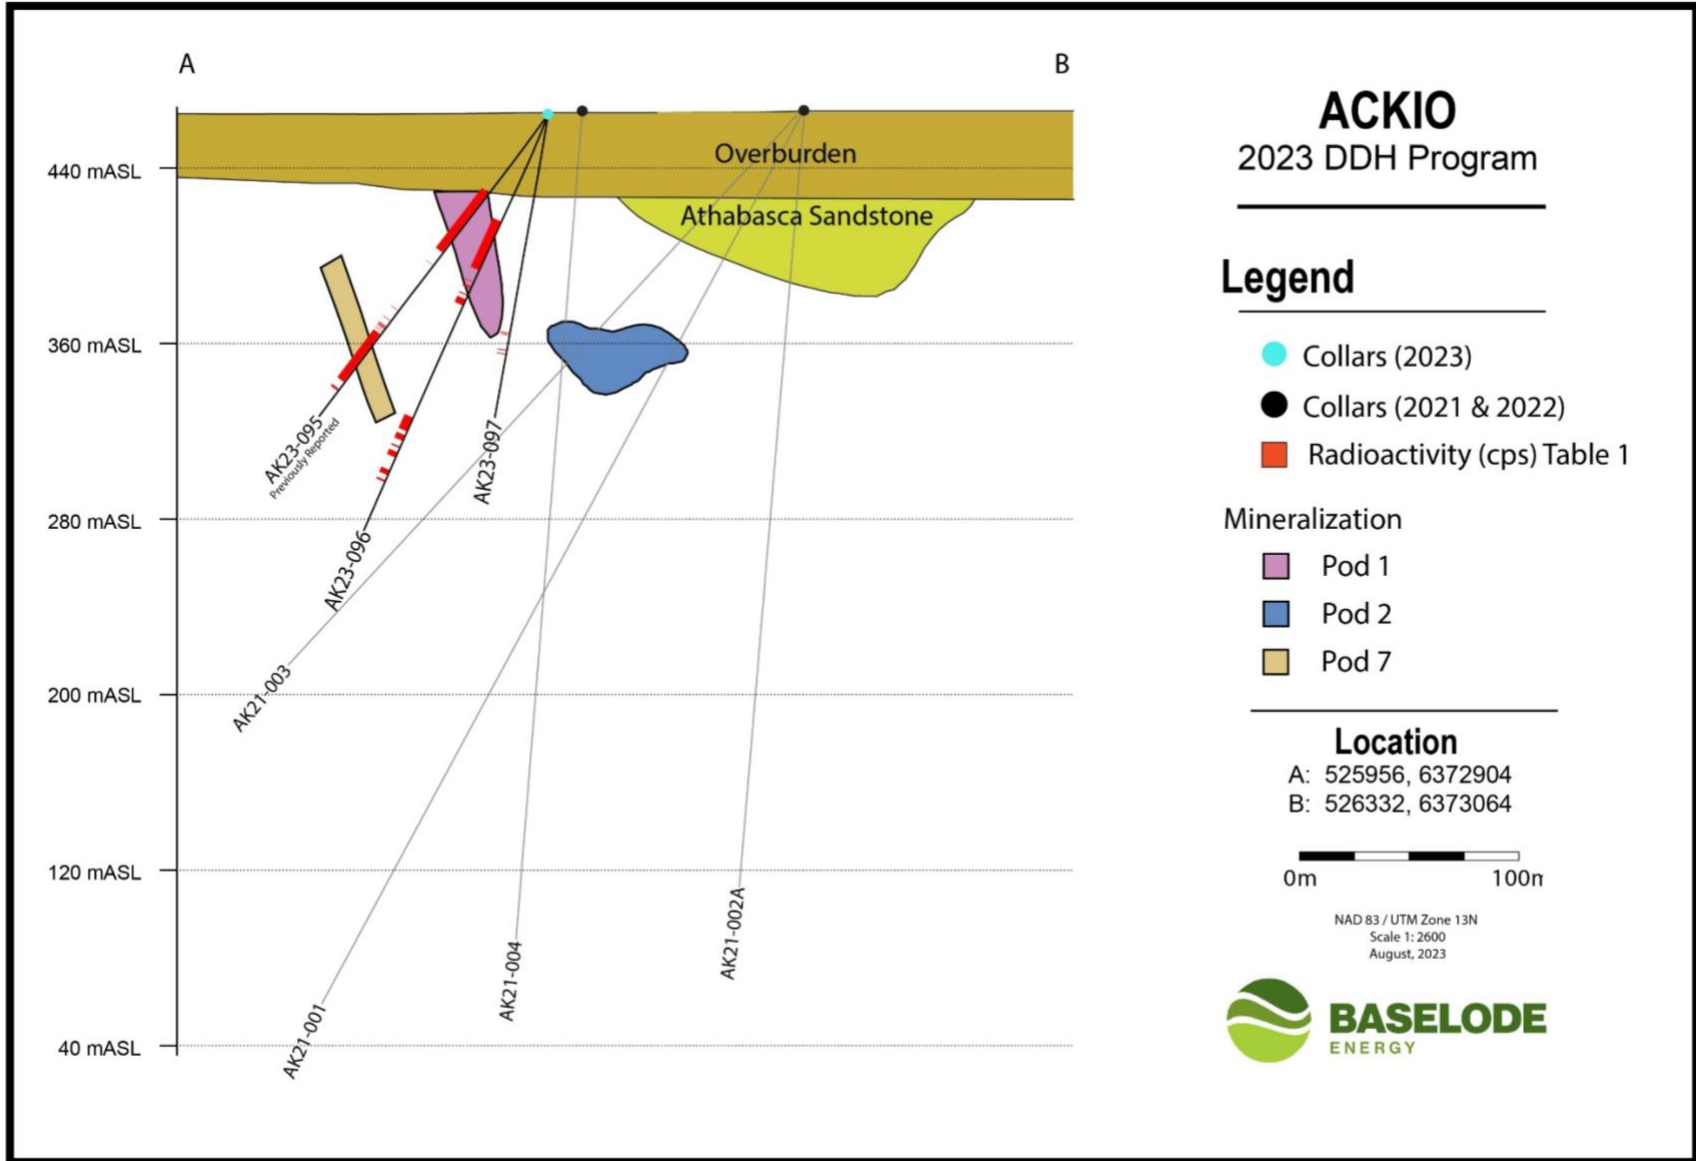 A
B
440 mASL
360 mASL
280 mASL
200 mASL
120 mASL
40 mASL
Overburden
Athabasca Sandstone
AK23-095
Previously Reported
AK23-096
AK23-097
AK21-003
AK21-001
AK21-004
AK21-002A
ACKIO
2023 DDH Program
Legend
Collars (2023)
Collars (2021 & 2022)
Radioactivity (cps) Table 1
Mineralization
Pod 1
Pod 2
Pod 7
Location
A: 525956, 6372904
B: 526332, 6373064
0m 100m
NAD 83 / UTM Zone 13N
Scale 1: 2600
August, 2023
BASELODE
ENERGY